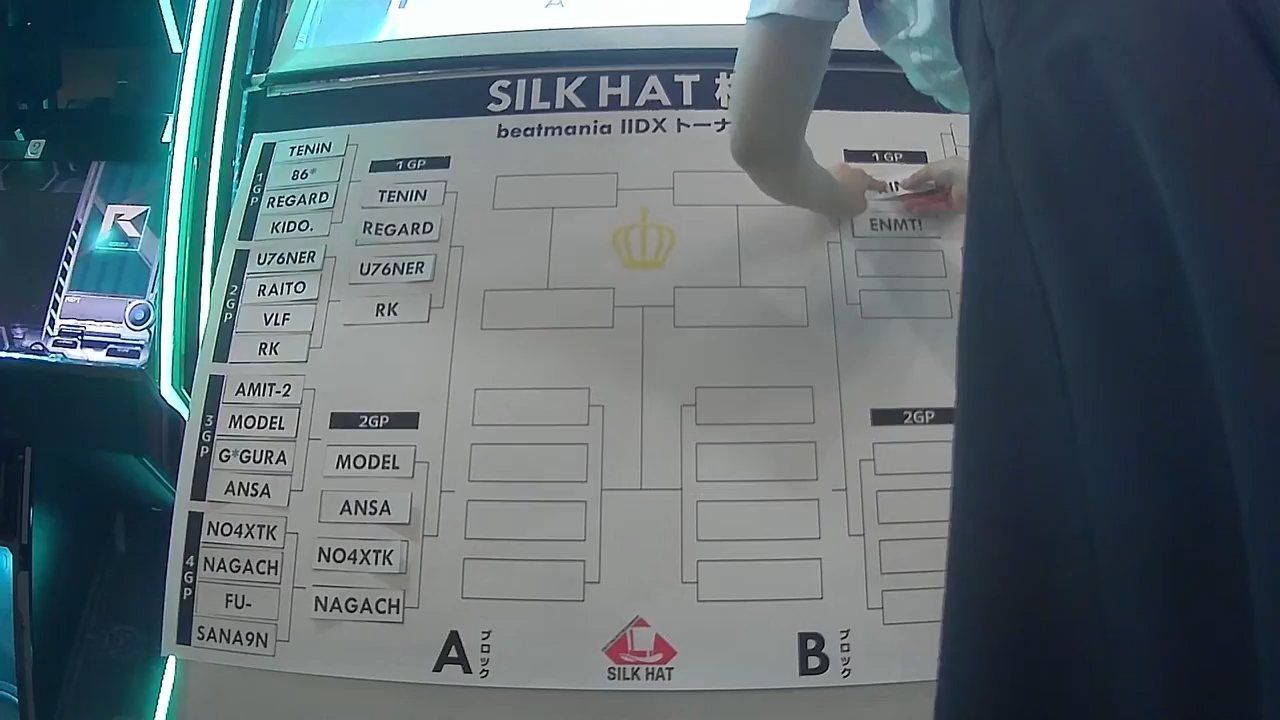 SILK HAT
beatmania IIDX トーナ
1GP
TENIN
86*
REGARD
KIDO.
2GP
U76NER
RAITO
VLF
RK
3GP
AMIT-2
MODEL
G*GURA
ANSA
4GP
NO4XTK
NAGACH
FU-
SANA9N
1GP
TENIN
REGARD
U76NER
RK
2GP
MODEL
ANSA
NO4XTK
NAGACH
1GP
ENMT!
2GP
A ブロック
SILK HAT
B ブロック